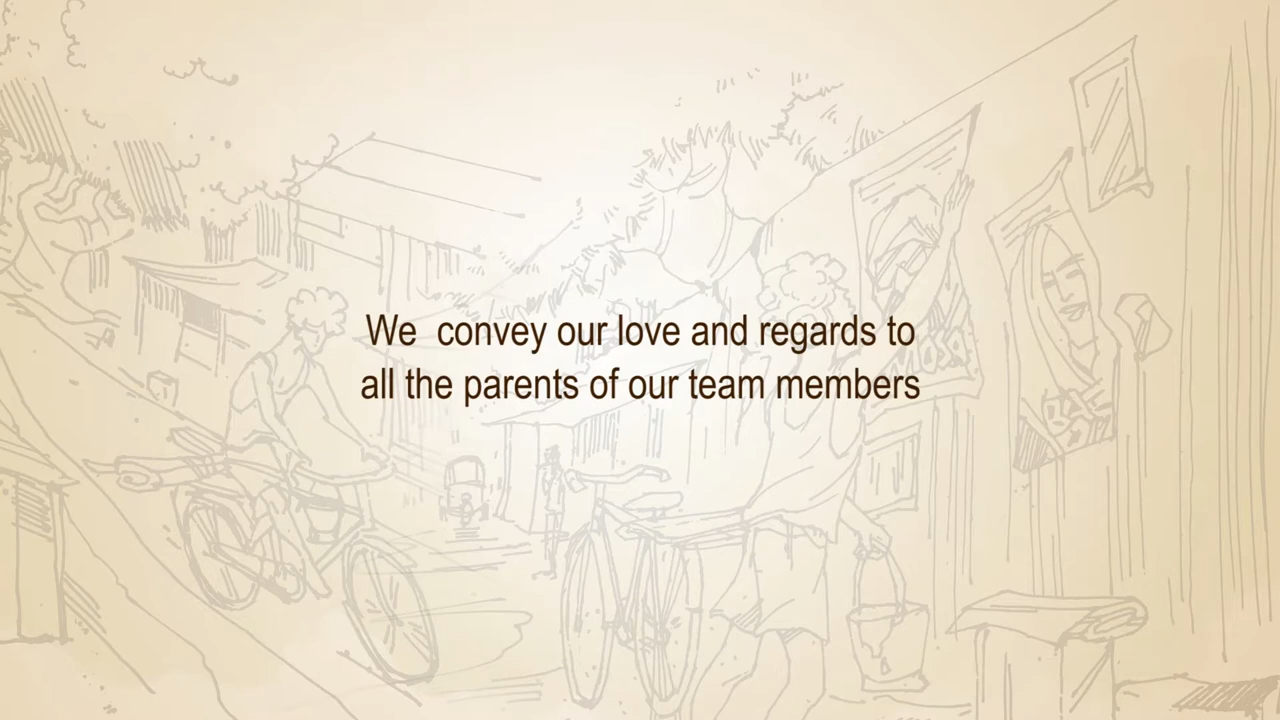 We  convey our love and regards to
all the parents of our team members